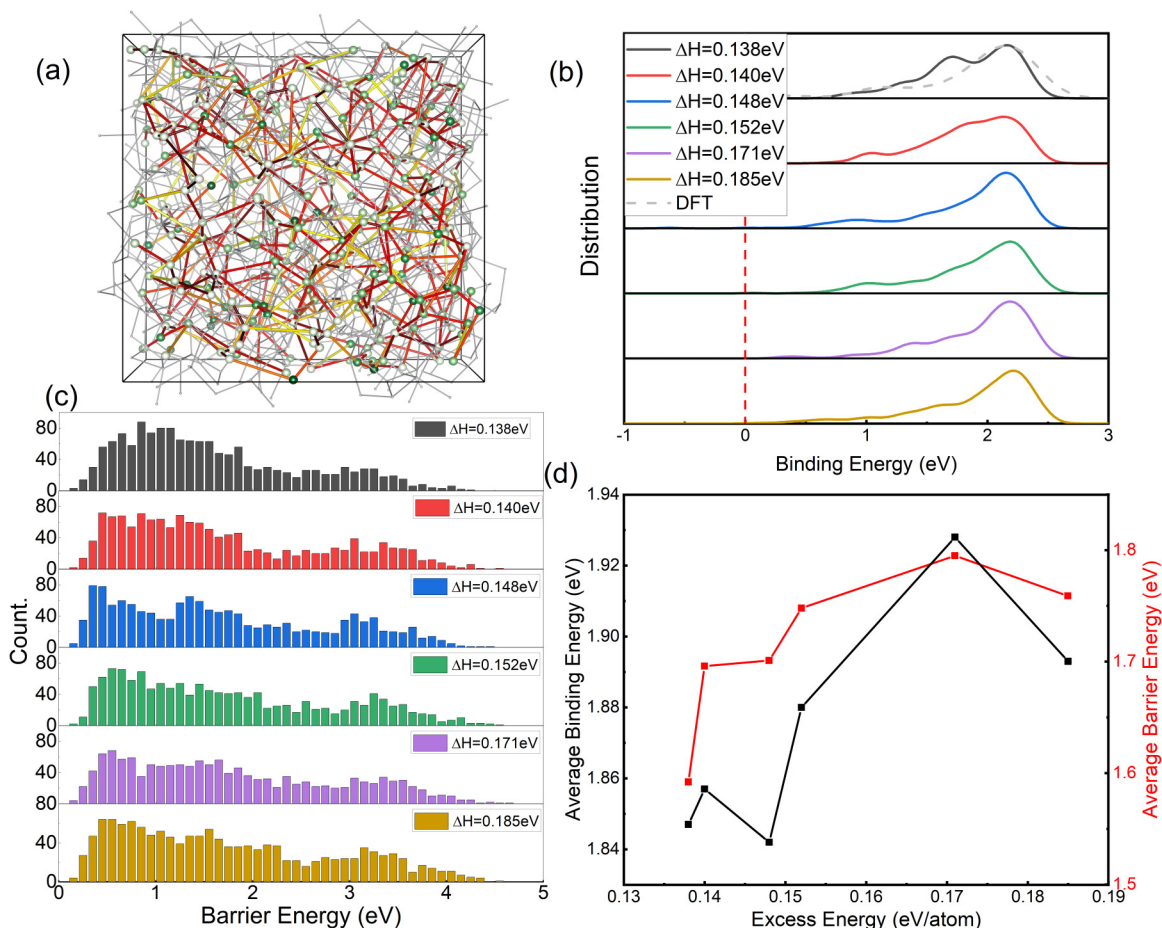 (a)
(b)
ΔH=0.138eV
ΔH=0.140eV
ΔH=0.148eV
ΔH=0.152eV
ΔH=0.171eV
ΔH=0.185eV
DFT
Distribution
-1 0 1 2 3
Binding Energy (eV)
(c)
80
40
0
ΔH=0.138eV
80
40
0
ΔH=0.140eV
80
40
0
ΔH=0.148eV
80
40
0
ΔH=0.152eV
80
40
80
ΔH=0.171eV
40
0
ΔH=0.185eV
Count.
0 1 2 3 4 5
Barrier Energy (eV)
(d)
1.94
1.92
1.90
1.88
1.86
1.84
Average Binding Energy (eV)
1.8
1.7
1.6
1.5
Average Barrier Energy (eV)
0.13 0.14 0.15 0.16 0.17 0.18 0.19
Excess Energy (eV/atom)